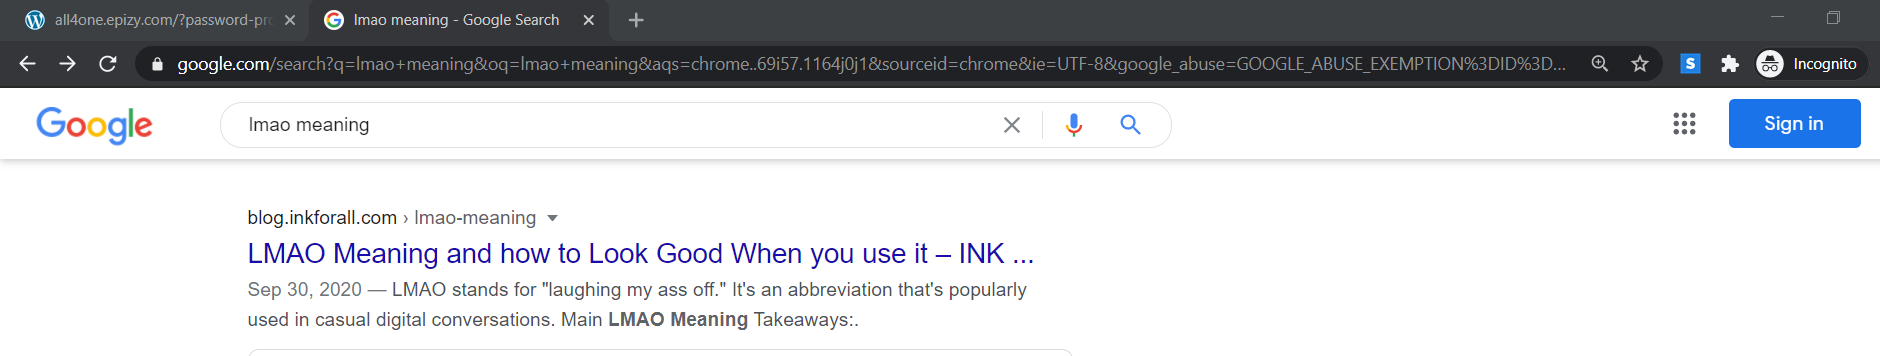 all4one.epizy.com/?password-pro
lmao meaning - Google Search
google.com/search?q=lmao+meaning&oq=lmao+meaning&aqs=chrome..69i57.1164j0j1&sourceid=chrome&ie=UTF-8&google_abuse=GOOGLE_ABUSE_EXEMPTION%3DID%3D...
S
Incognito
Google
lmao meaning
Sign in
blog.inkforall.com › lmao-meaning
LMAO Meaning and how to Look Good When you use it – INK ...
Sep 30, 2020 — LMAO stands for "laughing my ass off." It's an abbreviation that's popularly
used in casual digital conversations. Main LMAO Meaning Takeaways:.